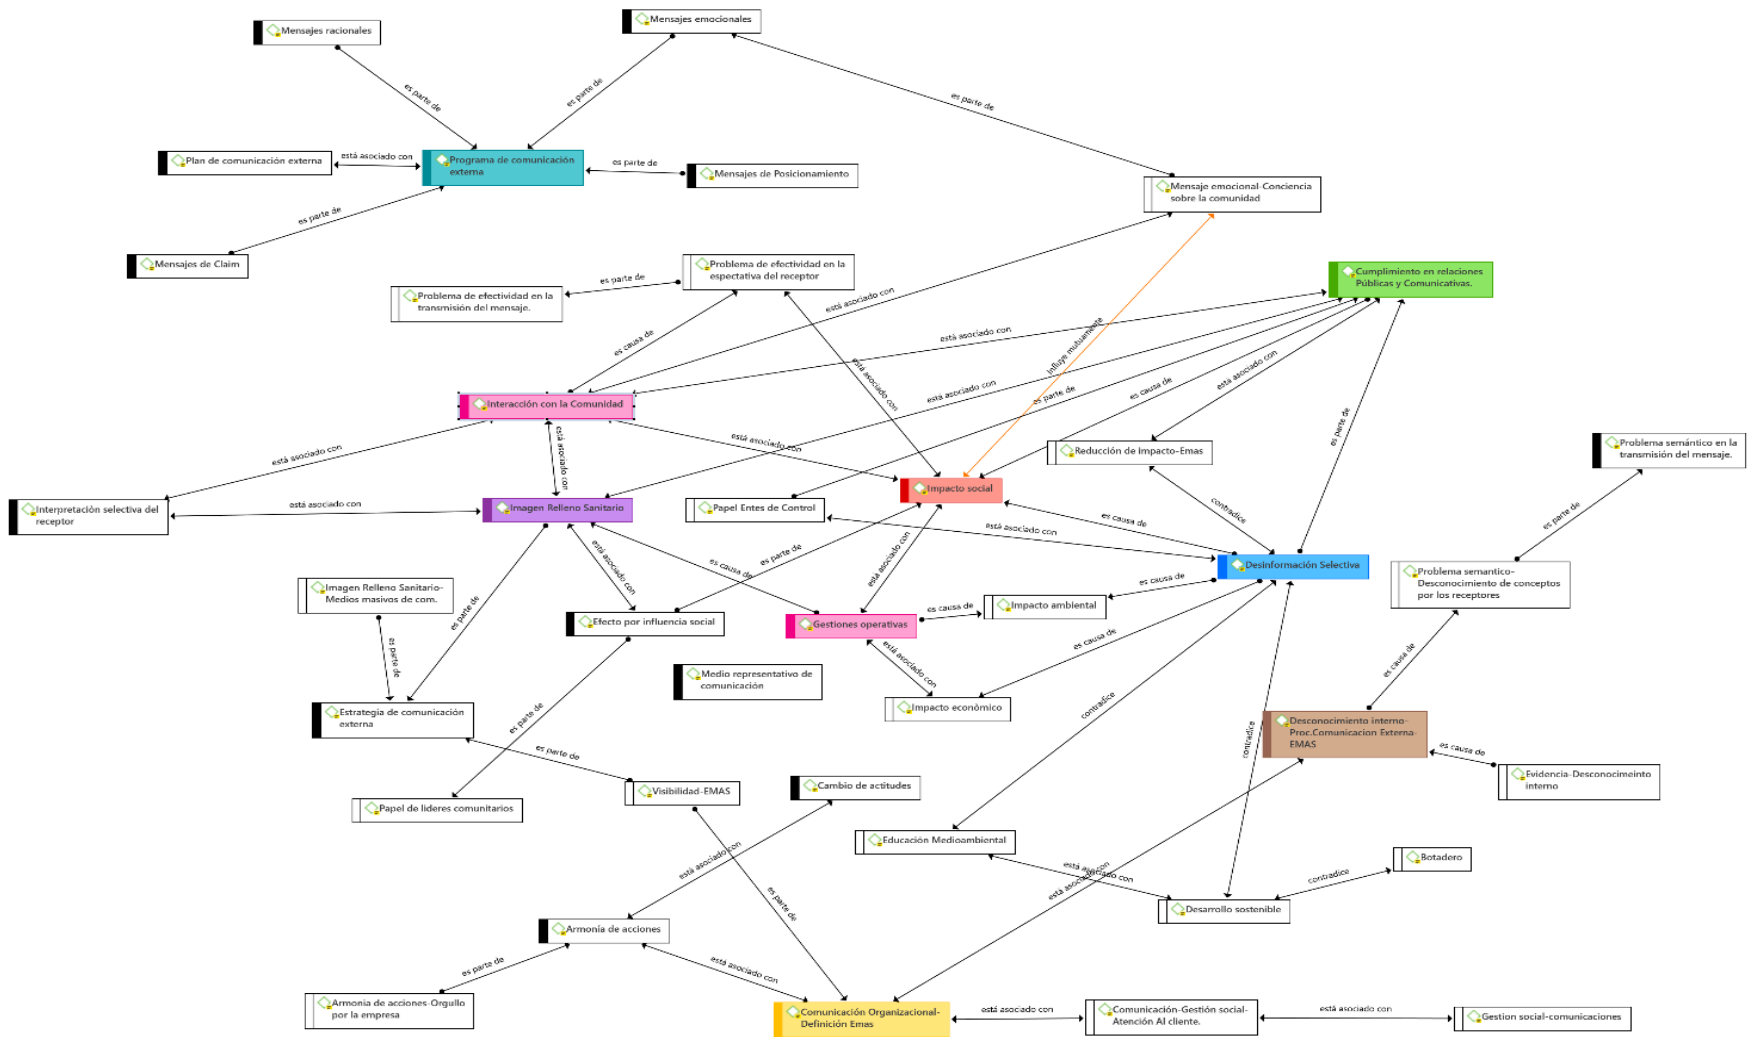 Mensajes racionales
Mensajes emocionales
es parte de
es parte de
es parte de
Plan de comunicación externa
está asociado con
Programa de comunicación
externa
es parte de
Mensajes de Posicionamiento
Mensaje emocional-Conciencia
sobre la comunidad
es parte de
Mensajes de Claim
Problema de efectividad en la
espectativa del receptor
es parte de
Problema de efectividad en la
transmisión del mensaje.
Cumplimiento en relaciones
Públicas y Comunicativas.
está asociado con
está asociado con
es causa de
Influye mutuamente
está asociado con
está asociado con
es parte de
es causa de
está asociado con
Interacción con la Comunidad
es parte de
está asociado con
está asociado con
está asociado con
Reducción de Impacto-Emas
Problema semántico en la
transmisión del mensaje.
Impacto social
Interpretación selectiva del
receptor
está asociado con
Imagen Relleno Sanitario
Papel Entes de Control
contradice
es causa de
está asociado con
es parte de
está asociado con
es causa de
es parte de
está asociado con
Desinformación Selectiva
Problema semantico-
Desconocimiento de conceptos
por los receptores
Imagen Relleno Sanitario-
Medios masivos de com.
es causa de
es parte de
Impacto ambiental
es causa de
Efecto por influencia social
Gestiones operativas
es parte de
es causa de
es causa de
está asociado con
Medio representativo de
comunicación
Impacto econòmico
contradice
Estrategia de comunicación
externa
es parte de
Desconocimiento interno-
Proc.Comunicacion Externa-
EMAS
contradice
es causa de
es parte de
Evidencia-Desconocimeinto
interno
Cambio de actitudes
Visibilidad-EMAS
Papel de lideres comunitarios
Educación Medioambiental
está asociado con
Botadero
está asociado con
está asociado con
contradice
es parte de
Desarrollo sostenible
Armonía de acciones
es parte de
está asociado con
Armonia de acciones-Orgullo
por la empresa
Comunicación Organizacional-
Definición Emas
está asociado con
Comunicación-Gestión social-
Atención Al cliente.
está asociado con
Gestion social-comunicaciones